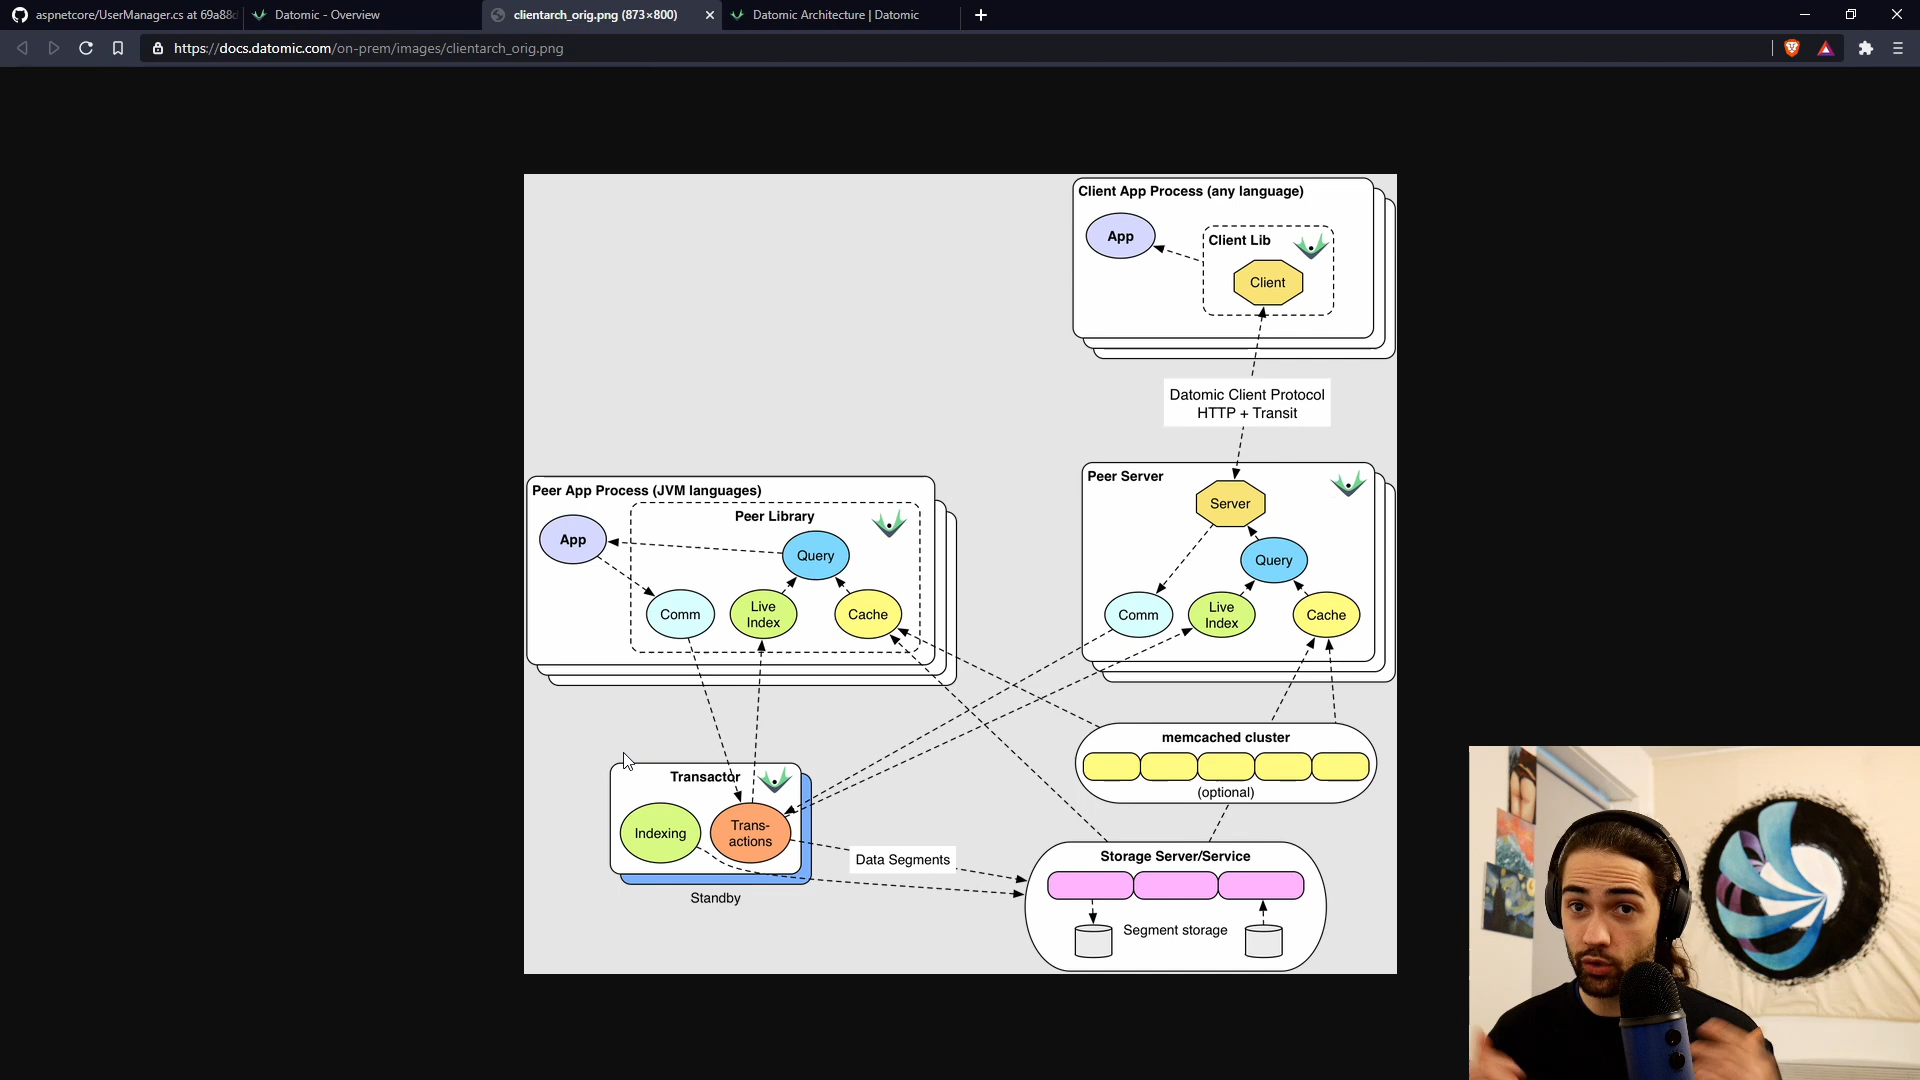 aspnetcore/UserManager.cs at 69a88d
Datomic - Overview
clientarch_orig.png (873×800)
Datomic Architecture | Datomic
https://docs.datomic.com/on-prem/images/clientarch_orig.png
Client App Process (any language)
App
Client Lib
Client
Datomic Client Protocol
HTTP + Transit
Peer App Process (JVM languages)
Peer Library
App
Query
Comm
Live
Index
Cache
Peer Server
Server
Query
Comm
Live
Index
Cache
memcached cluster
(optional)
Transactor
Indexing
Trans-
actions
Standby
Data Segments
Storage Server/Service
Segment storage